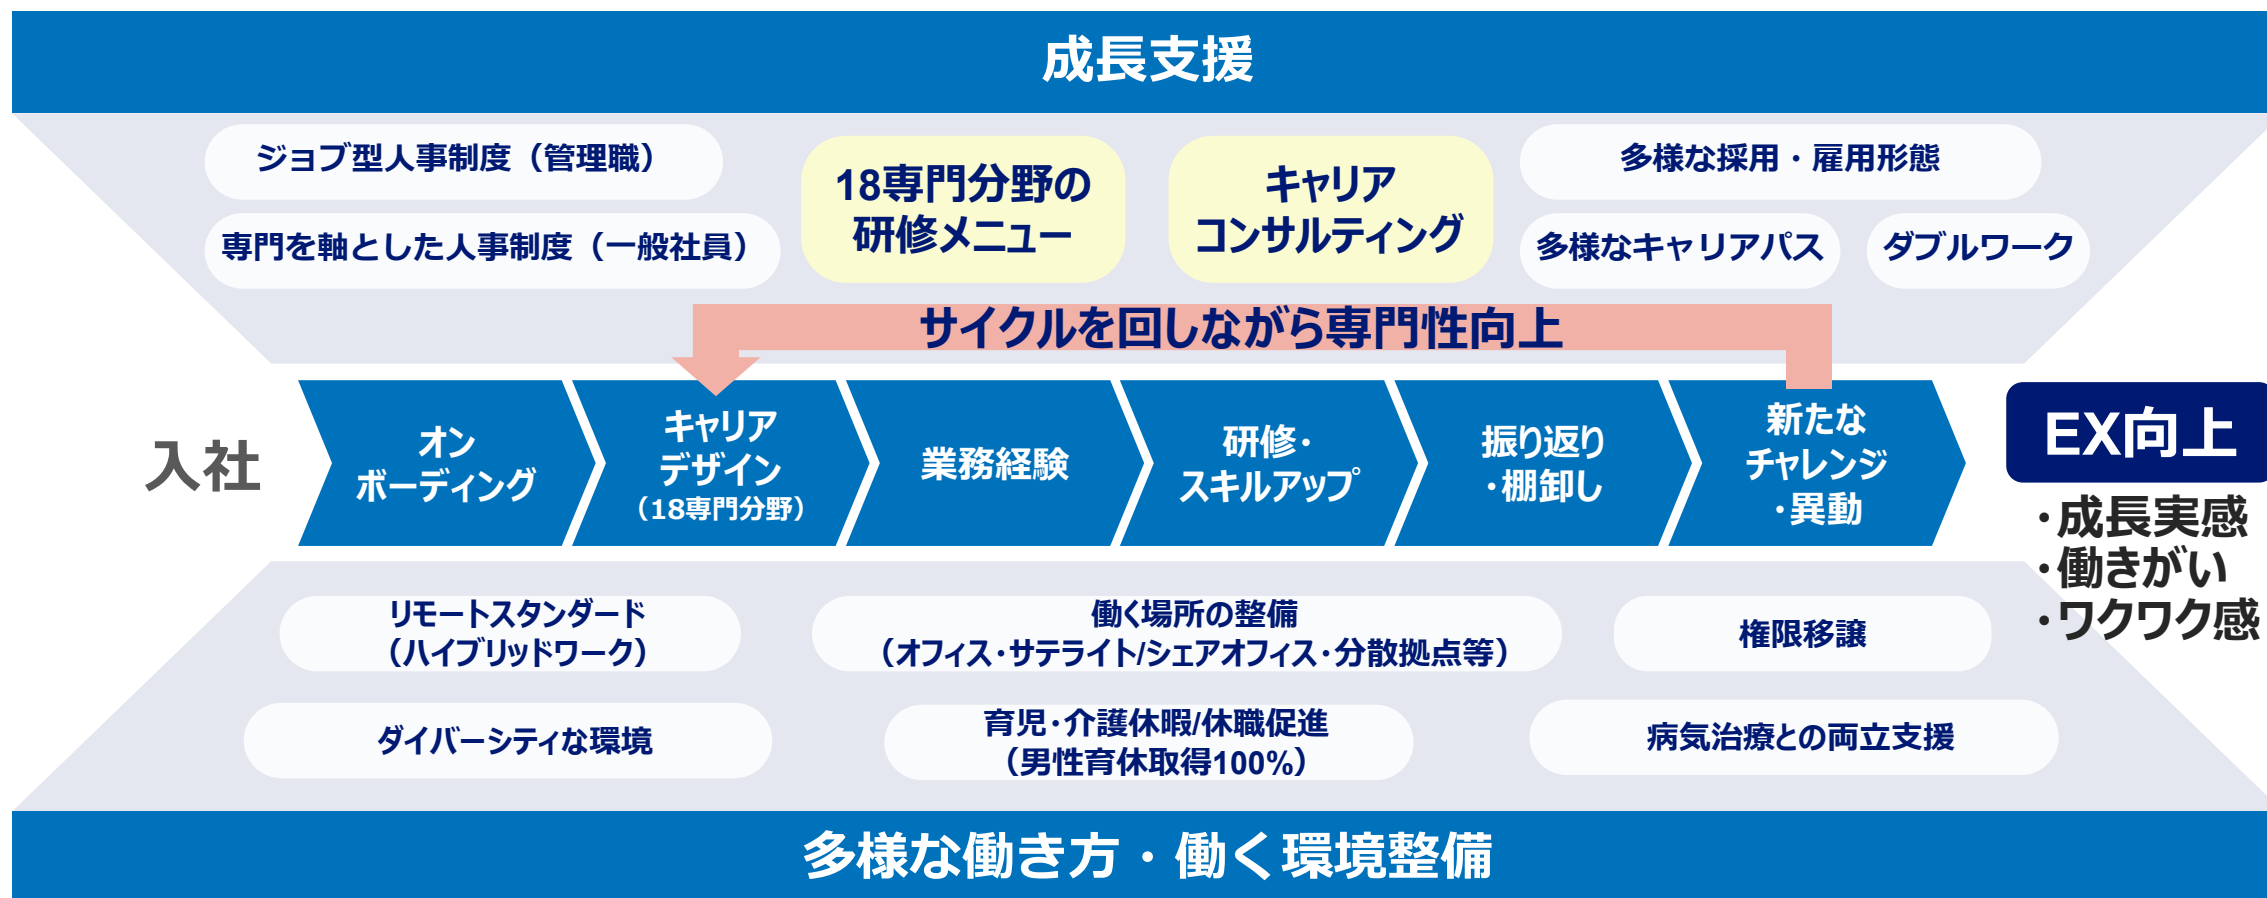 成長支援
ジョブ型人事制度（管理職）
専門を軸とした人事制度（一般社員）
18専門分野の
研修メニュー
キャリア
コンサルティング
多様な採用・雇用形態
多様なキャリアパス
ダブルワーク
サイクルを回しながら専門性向上
入社
オン
ボーディング
キャリア
デザイン
（18専門分野）
業務経験
研修・
スキルアップ
振り返り
・棚卸し
新たな
チャレンジ
・異動
EX向上
・成長実感
・働きがい
・ワクワク感
リモートスタンダード
（ハイブリッドワーク）
働く場所の整備
（オフィス・サテライト/シェアオフィス・分散拠点等）
権限移譲
ダイバーシティな環境
育児・介護休暇/休職促進
（男性育休取得100%）
病気治療との両立支援
多様な働き方・働く環境整備